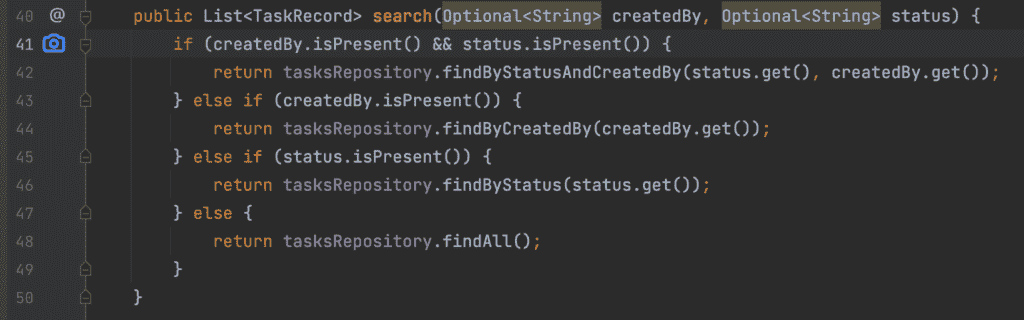 40 @ public List<TaskRecord> search(Optional<String> createdBy, Optional<String> status) {
41 if (createdBy.isPresent() && status.isPresent()) {
42 return tasksRepository.findByStatusAndCreatedBy(status.get(), createdBy.get());
43 } else if (createdBy.isPresent()) {
44 return tasksRepository.findByCreatedBy(createdBy.get());
45 } else if (status.isPresent()) {
46 return tasksRepository.findByStatus(status.get());
47 } else {
48 return tasksRepository.findAll();
49 }
50 }